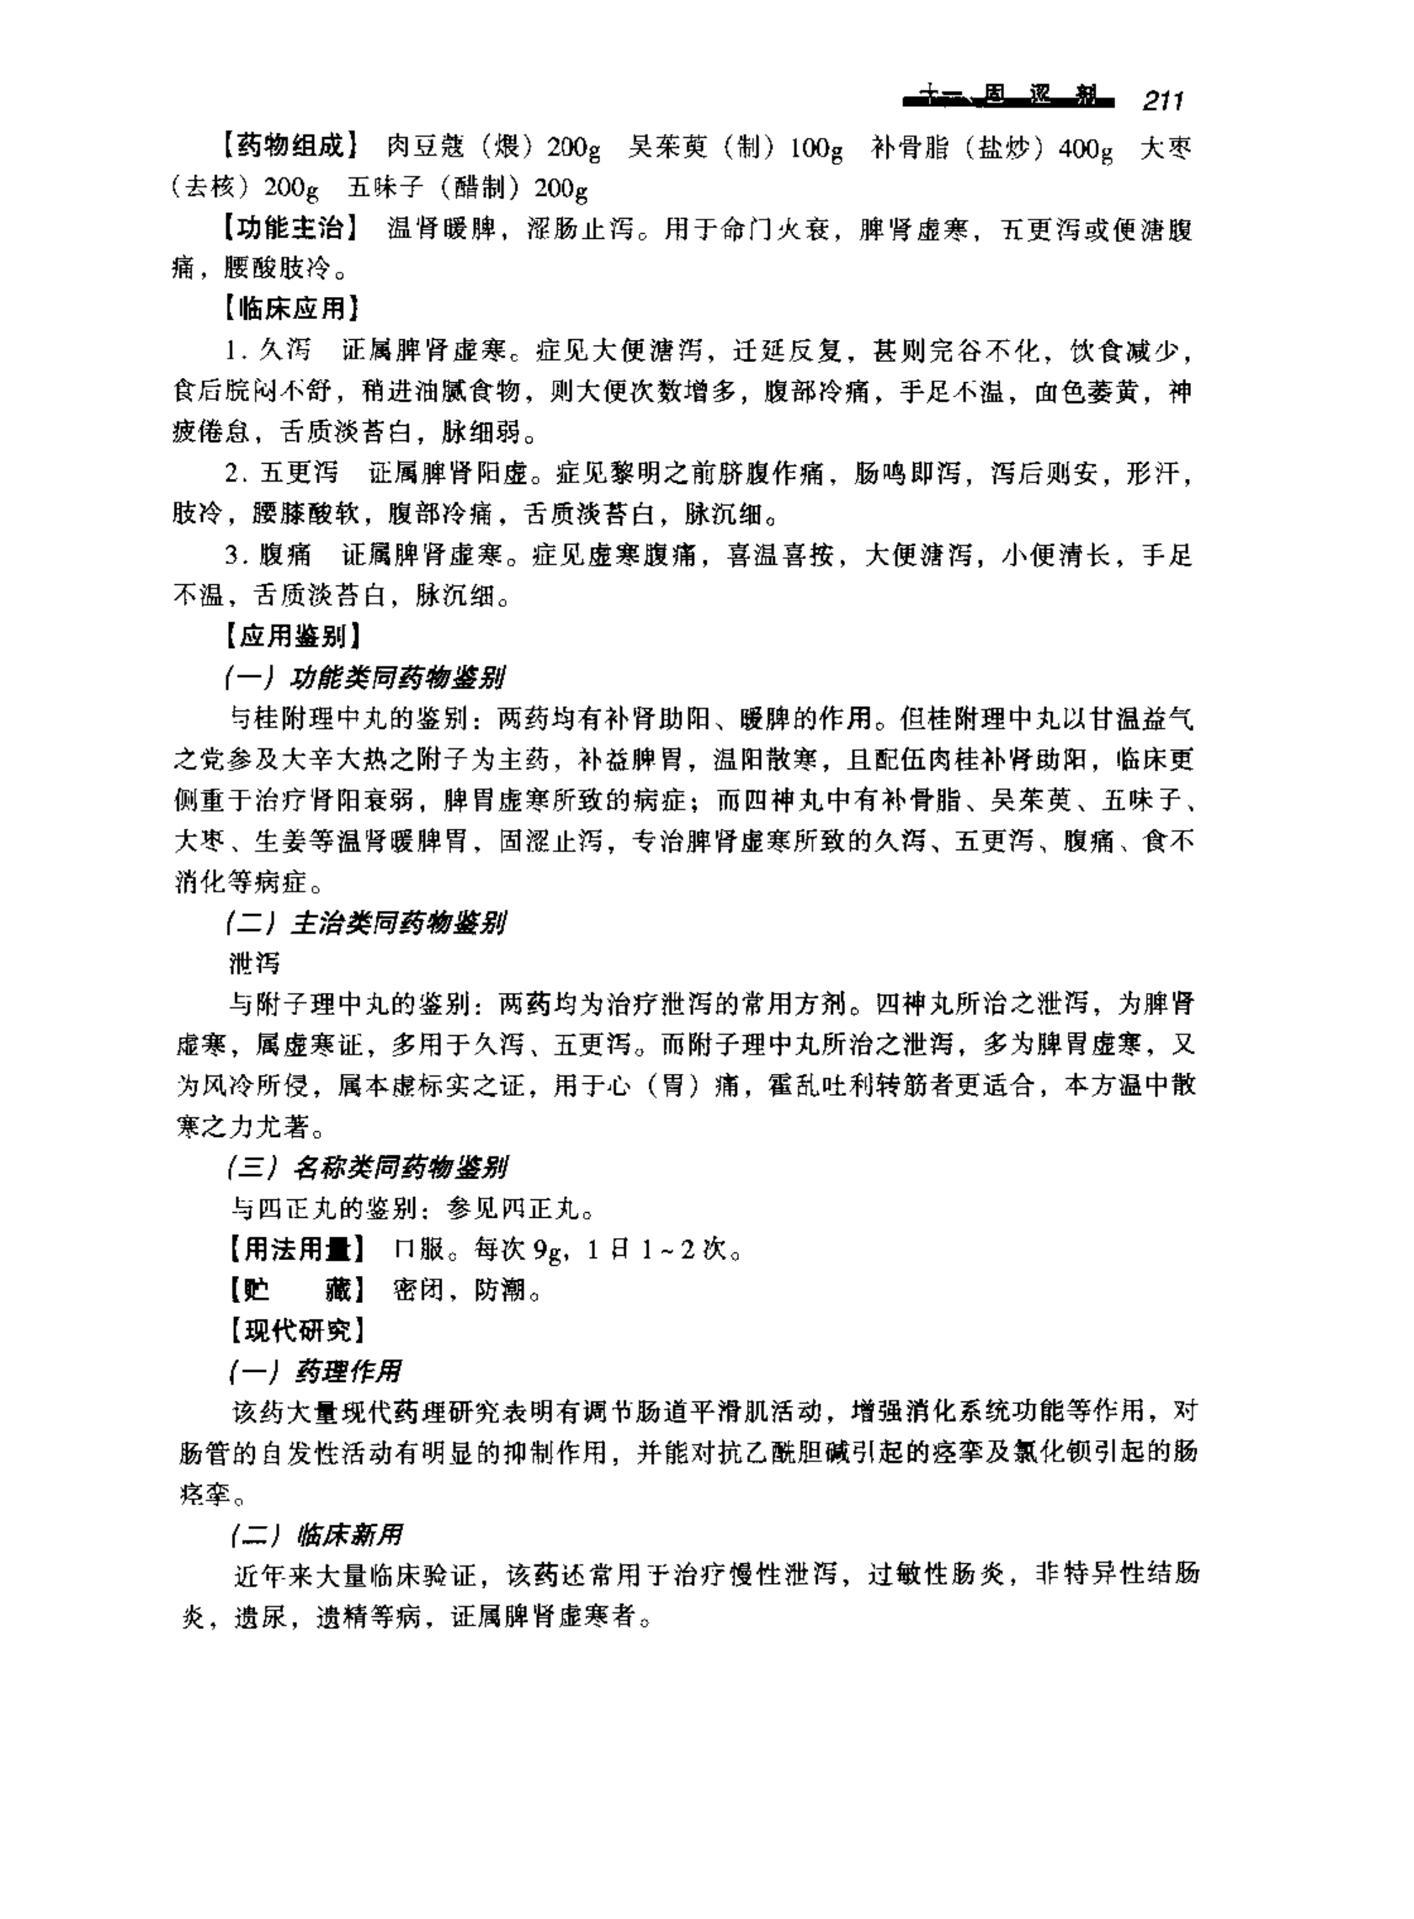 十一、固涩剂 211
【药物组成】 肉豆蔻（煨）200g 吴茱萸（制）100g 补骨脂（盐炒）400g 大枣
（去核）200g 五味子（醋制）200g
【功能主治】 温肾暖脾，涩肠止泻。用于命门火衰，脾肾虚寒，五更泻或便溏腹
痛，腰酸肢冷。
【临床应用】
1. 久泻 证属脾肾虚寒。症见大便溏泻，迁延反复，甚则完谷不化，饮食减少，
食后脘闷不舒，稍进油腻食物，则大便次数增多，腹部冷痛，手足不温，面色萎黄，神
疲倦怠，舌质淡苔白，脉细弱。
2. 五更泻 证属脾肾阳虚。症见黎明之前脐腹作痛，肠鸣即泻，泻后则安，形汗，
肢冷，腰膝酸软，腹部冷痛，舌质淡苔白，脉沉细。
3. 腹痛 证属脾肾虚寒。症见虚寒腹痛，喜温喜按，大便溏泻，小便清长，手足
不温，舌质淡苔白，脉沉细。
【应用鉴别】
（一）功能类同药物鉴别
与桂附理中丸的鉴别：两药均有补肾助阳、暖脾的作用。但桂附理中丸以甘温益气
之党参及大辛大热之附子为主药，补益脾胃，温阳散寒，且配伍肉桂补肾助阳，临床更
侧重于治疗肾阳衰弱，脾胃虚寒所致的病症；而四神丸中有补骨脂、吴茱萸、五味子、
大枣、生姜等温肾暖脾胃，固涩止泻，专治脾肾虚寒所致的久泻、五更泻、腹痛、食不
消化等病症。
（二）主治类同药物鉴别
泄泻
与附子理中丸的鉴别：两药均为治疗泄泻的常用方剂。四神丸所治之泄泻，为脾肾
虚寒，属虚寒证，多用于久泻、五更泻。而附子理中丸所治之泄泻，多为脾胃虚寒，又
为风冷所侵，属本虚标实之证，用于心（胃）痛，霍乱吐利转筋者更适合，本方温中散
寒之力尤著。
（三）名称类同药物鉴别
与四正丸的鉴别：参见四正丸。
【用法用量】 口服。每次9g，1日1~2次。
【贮 藏】 密闭，防潮。
【现代研究】
（一）药理作用
该药大量现代药理研究表明有调节肠道平滑肌活动，增强消化系统功能等作用，对
肠管的自发性活动有明显的抑制作用，并能对抗乙酰胆碱引起的痉挛及氯化钡引起的肠
痉挛。
（二）临床新用
近年来大量临床验证，该药还常用于治疗慢性泄泻，过敏性肠炎，非特异性结肠
炎，遗尿，遗精等病，证属脾肾虚寒者。